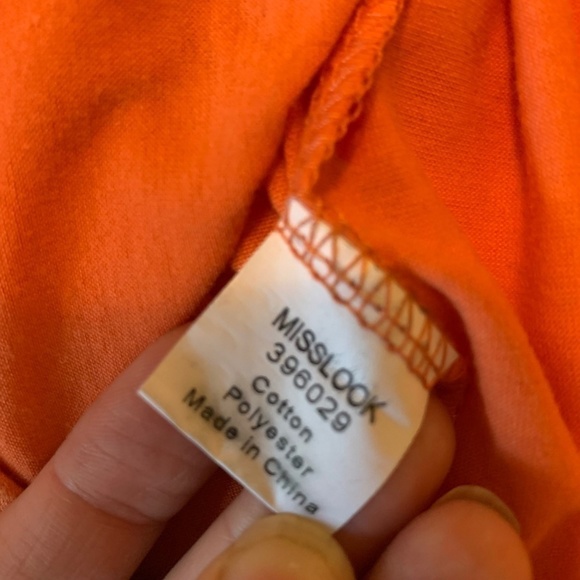 MISSLOOK
396029
Cotton
Polyester
Made in China